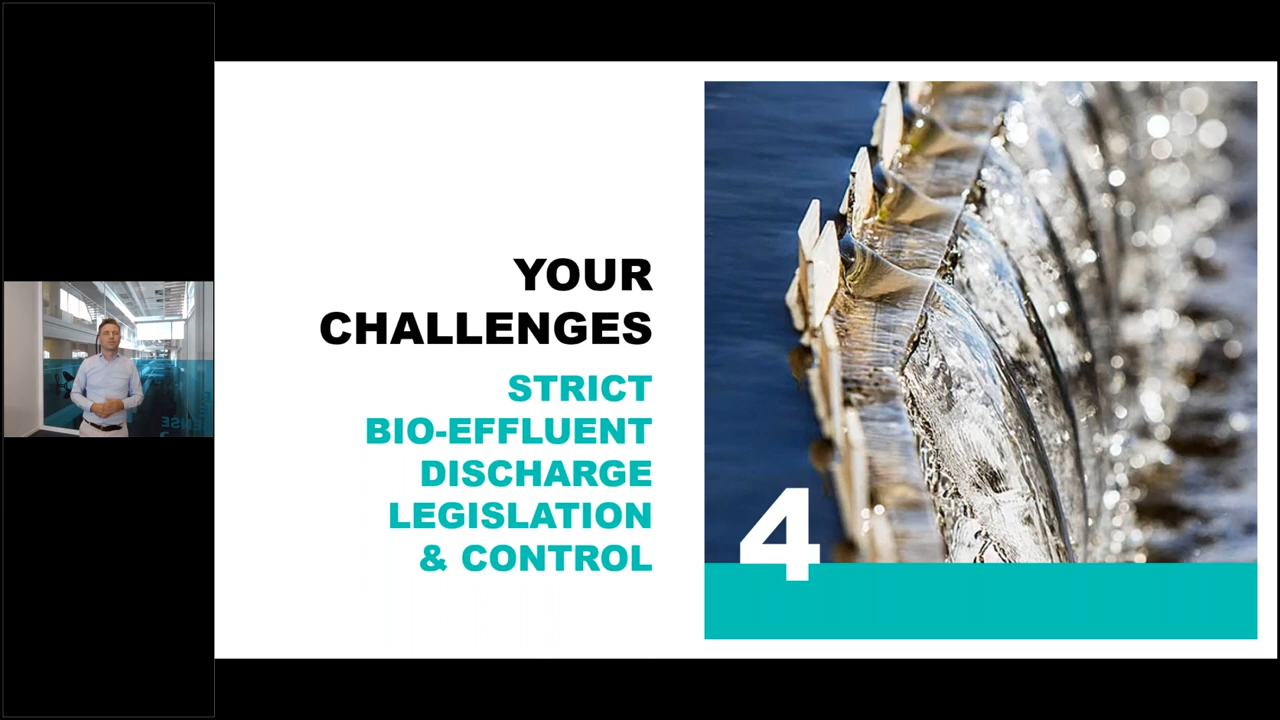 YOUR
CHALLENGES
STRICT
BIO-EFFLUENT
DISCHARGE
LEGISLATION
& CONTROL
4